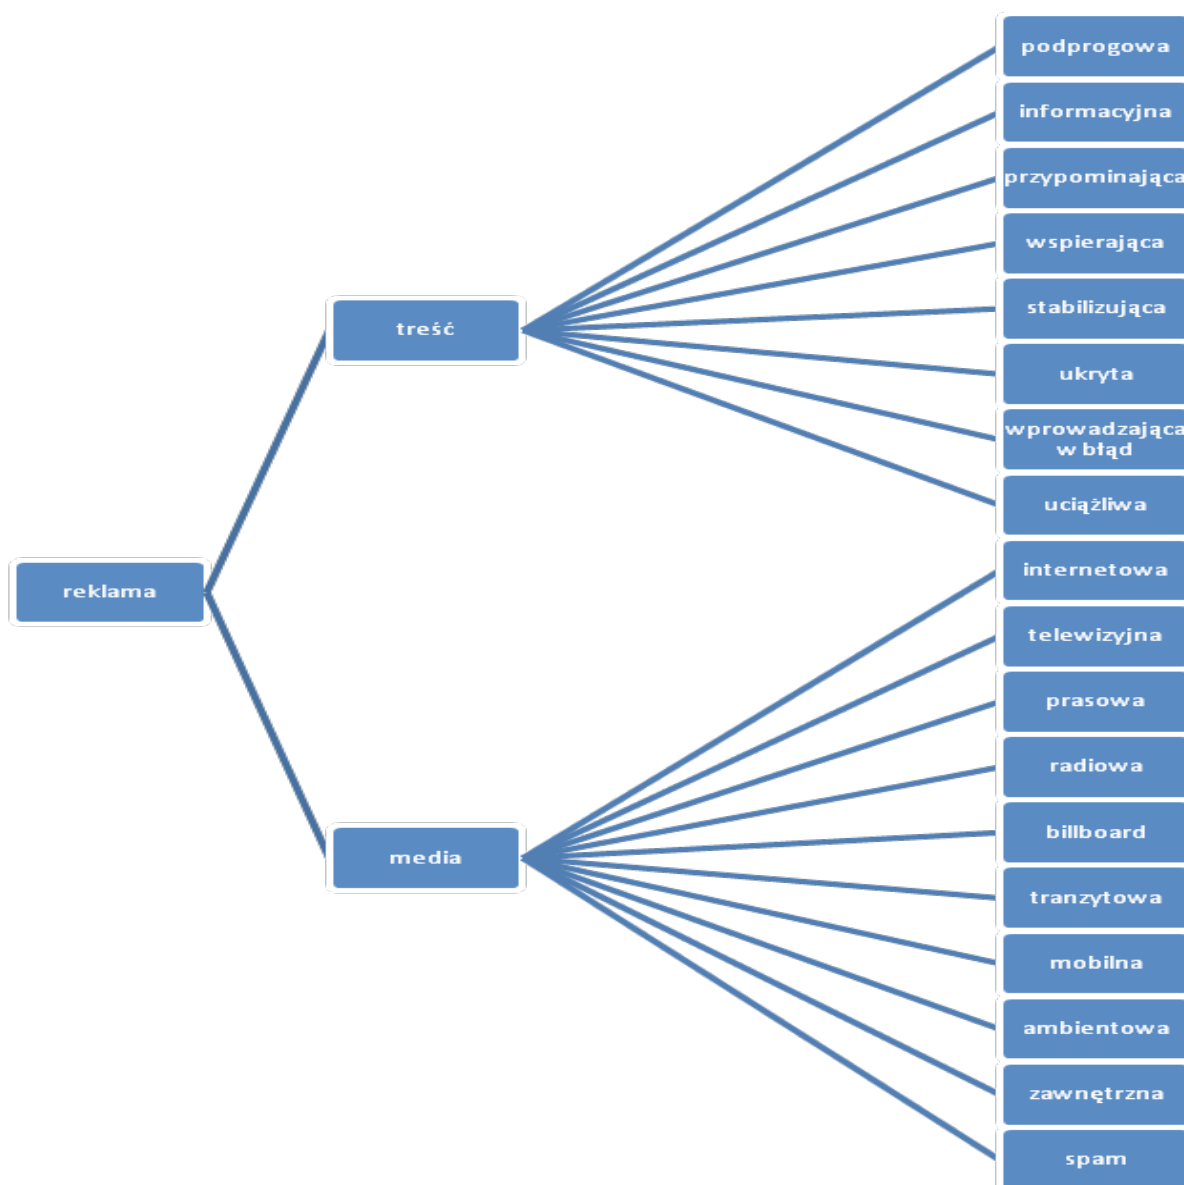 reklama
treść
media
podprogowa
informacyjna
przypominająca
wspierająca
stabilizująca
ukryta
wprowadzająca
w błąd
uciążliwa
internetowa
telewizyjna
prasowa
radiowa
billboard
tranzytowa
mobilna
ambientowa
zawnętrzna
spam